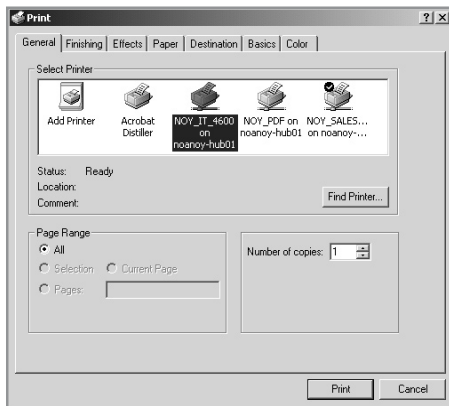 Print
General Finishing Effects Paper Destination Basics Color
Select Printer
Add Printer
Acrobat
Distiller
NOY_IT_4600
on
noanoy-hub01
NOY_PDF on
noanoy-hub01
NOY_SALES...
on noanoy-...
Status: Ready
Location:
Comment:
Find Printer...
Page Range
All
Selection Current Page
Pages:
Number of copies: 1
Print Cancel